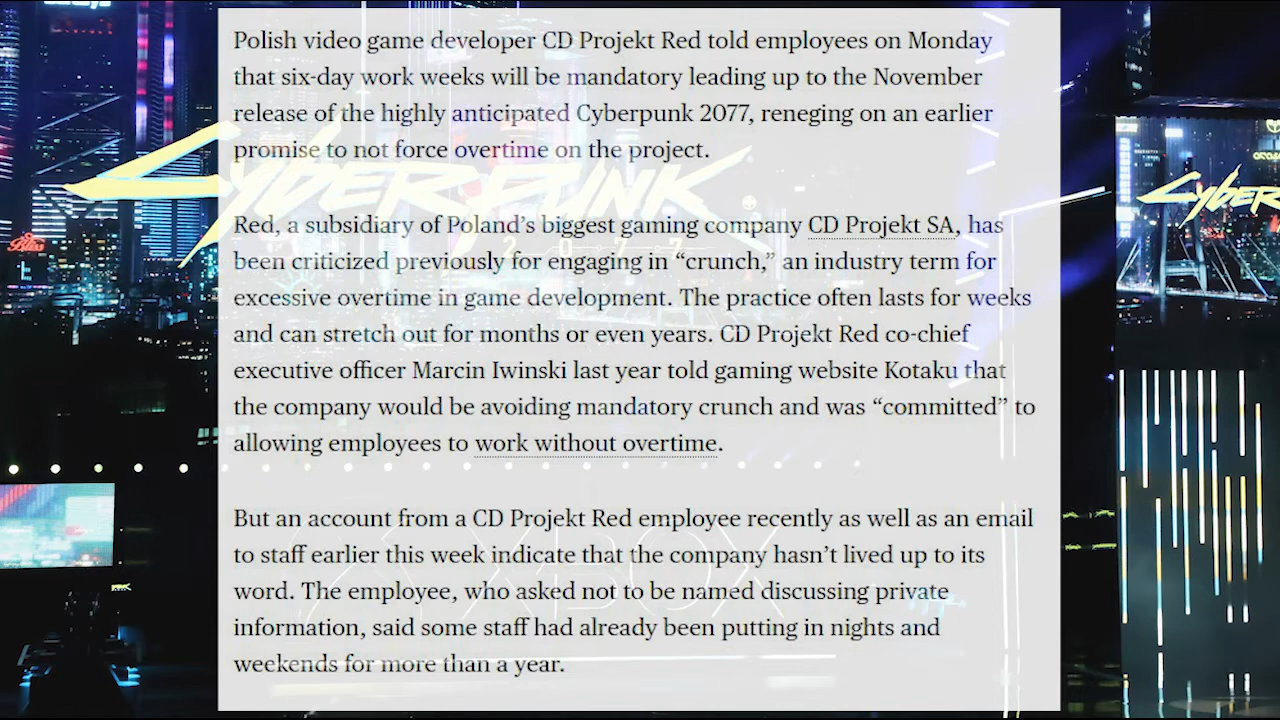 Polish video game developer CD Projekt Red told employees on Monday
that six-day work weeks will be mandatory leading up to the November
release of the highly anticipated Cyberpunk 2077, reneging on an earlier
promise to not force overtime on the project.
CYBERPUNK
2077
CYBER
Red, a subsidiary of Poland’s biggest gaming company CD Projekt SA, has
been criticized previously for engaging in “crunch,” an industry term for
excessive overtime in game development. The practice often lasts for weeks
and can stretch out for months or even years. CD Projekt Red co-chief
executive officer Marcin Iwinski last year told gaming website Kotaku that
the company would be avoiding mandatory crunch and was “committed” to
allowing employees to work without overtime.
But an account from a CD Projekt Red employee recently as well as an email
to staff earlier this week indicate that the company hasn’t lived up to its
word. The employee, who asked not to be named discussing private
information, said some staff had already been putting in nights and
weekends for more than a year.
XBOX